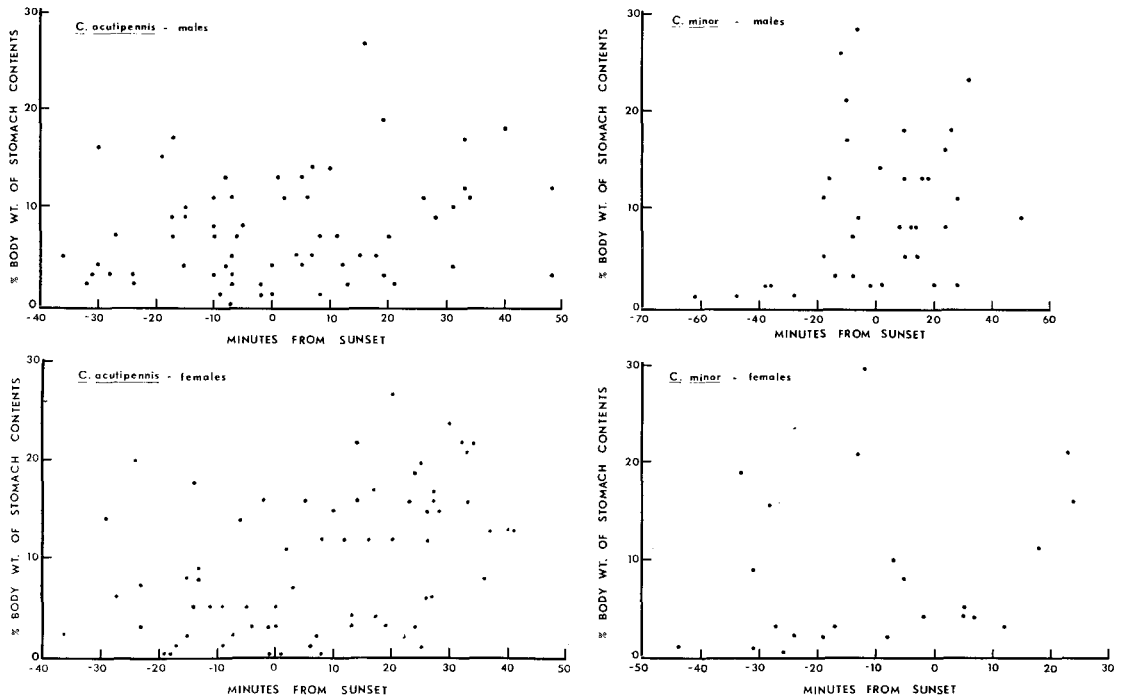 C. acutipennis - males
% BODY WT. OF STOMACH CONTENTS
30
20
10
0
-40 -30 -20 -10 0 10 20 30 40 50
MINUTES FROM SUNSET
C. minor - males
% BODY WT. OF STOMACH CONTENTS
30
20
10
0
-70 -60 -40 -20 0 20 40 60
MINUTES FROM SUNSET
C. acutipennis - females
% BODY WT. OF STOMACH CONTENTS
30
20
10
0
-40 -30 -20 -10 0 10 20 30 40 50
MINUTES FROM SUNSET
C. minor - females
% BODY WT. OF STOMACH CONTENTS
30
20
10
0
-50 -40 -30 -20 -10 0 10 20 30
MINUTES FROM SUNSET